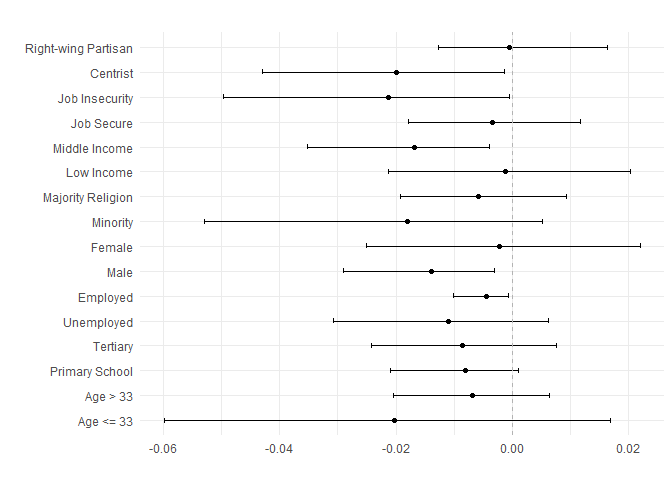 Right-wing Partisan
Centrist
Job Insecurity
Job Secure
Middle Income
Low Income
Majority Religion
Minority
Female
Male
Employed
Unemployed
Tertiary
Primary School
Age > 33
Age <= 33
-0.06 -0.04 -0.02 0.00 0.02